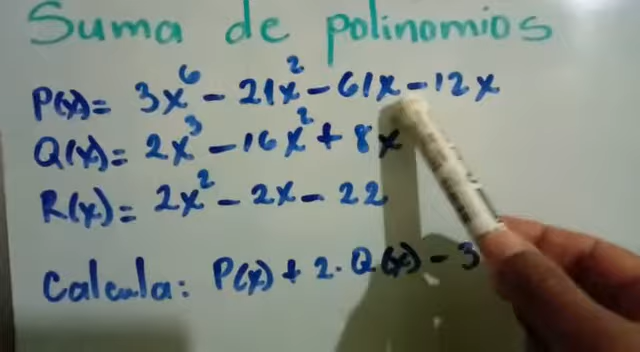 Suma de polinomios
P(x) = 3x⁶ - 21x² - 61x - 12x
Q(x) = 2x³ - 16x² + 8x
R(x) = 2x² - 2x - 22
Calcula: P(x) + 2 · Q(x) - 3